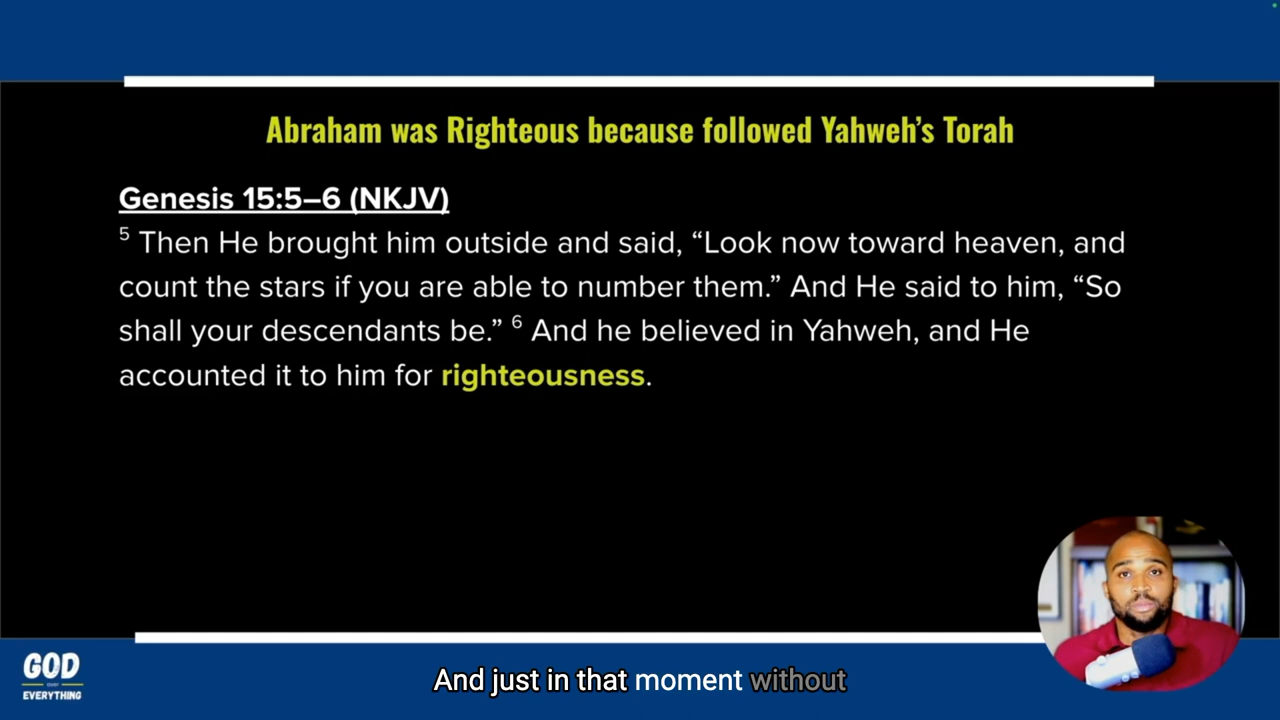 Abraham was Righteous because followed Yahweh's Torah
Genesis 15:5–6 (NKJV)
5 Then He brought him outside and said, “Look now toward heaven, and
count the stars if you are able to number them.” And He said to him, “So
shall your descendants be.” 6 And he believed in Yahweh, and He
accounted it to him for righteousness.
GOD
OVER
EVERYTHING
And just in that moment without